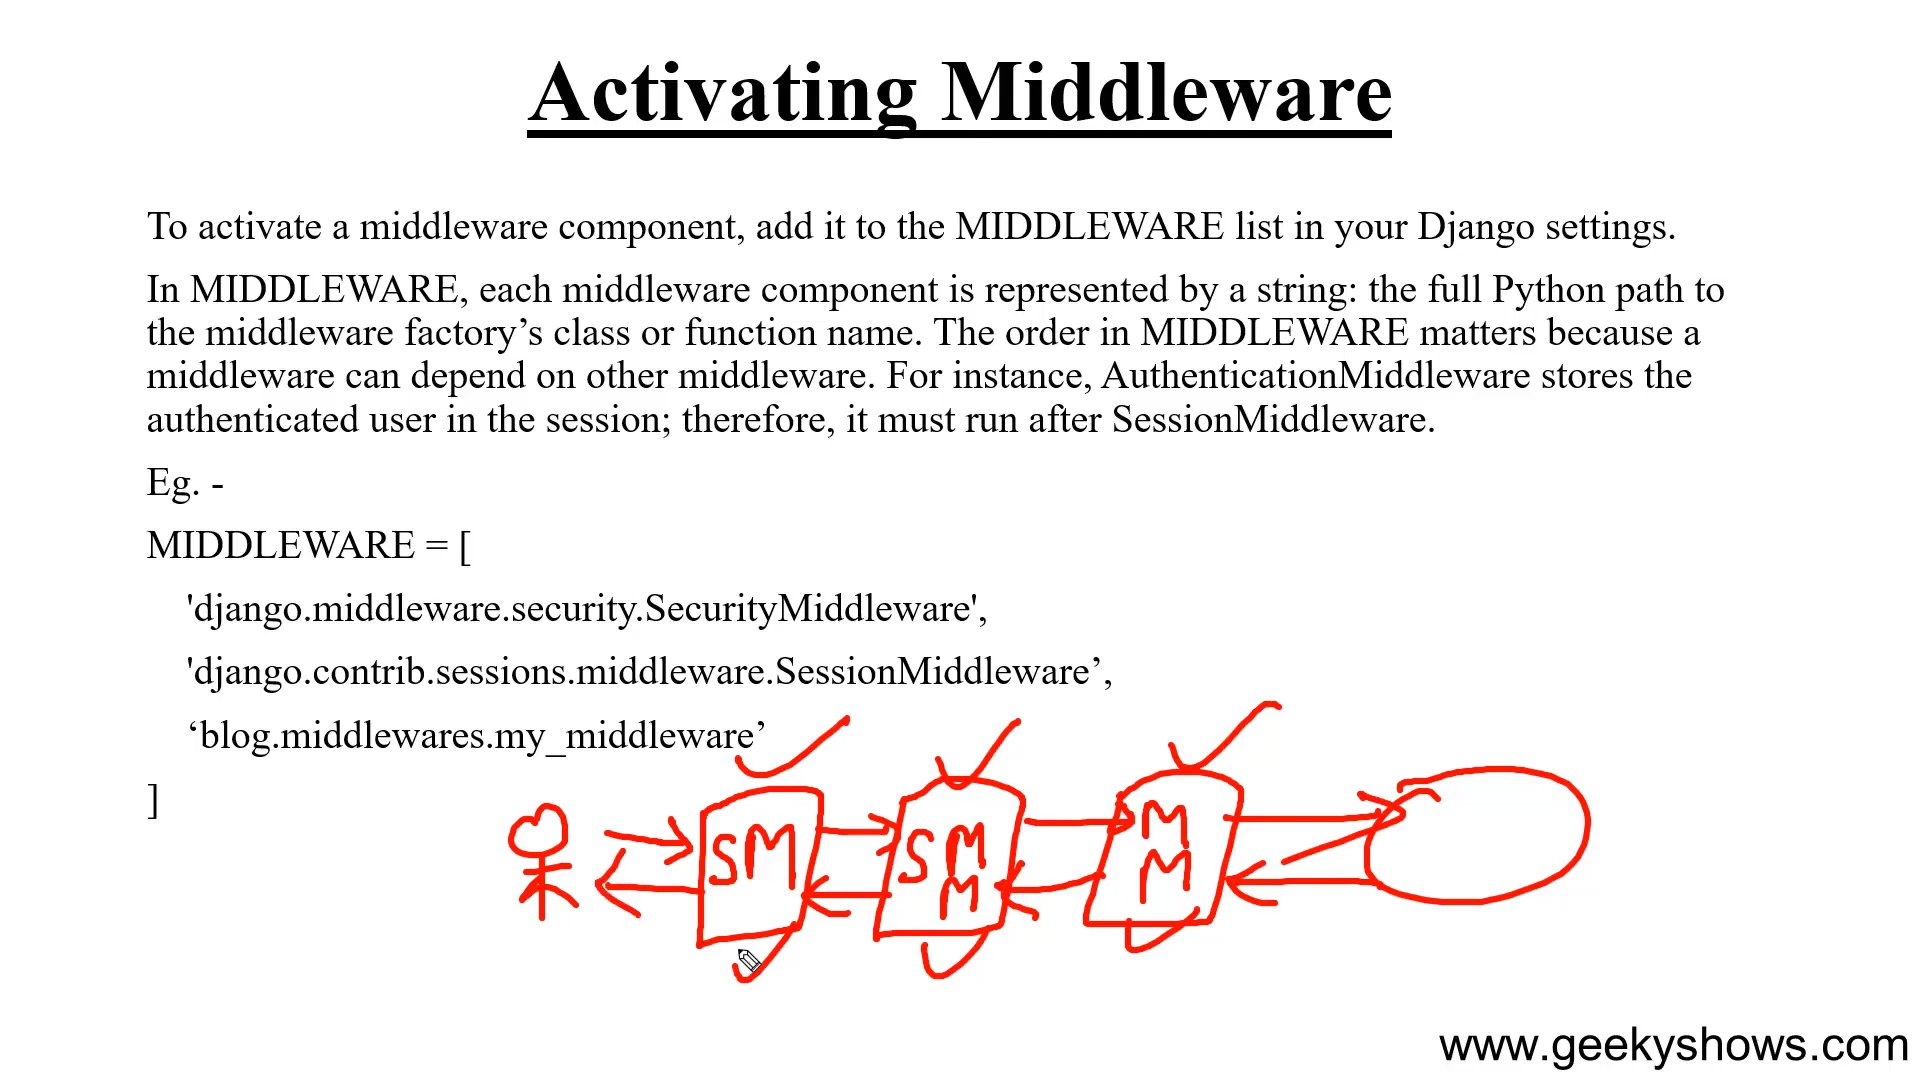 Activating Middleware
To activate a middleware component, add it to the MIDDLEWARE list in your Django settings.
In MIDDLEWARE, each middleware component is represented by a string: the full Python path to
the middleware factory’s class or function name. The order in MIDDLEWARE matters because a
middleware can depend on other middleware. For instance, AuthenticationMiddleware stores the
authenticated user in the session; therefore, it must run after SessionMiddleware.
Eg. -
MIDDLEWARE = [
'django.middleware.security.SecurityMiddleware',
'django.contrib.sessions.middleware.SessionMiddleware’,
‘blog.middlewares.my_middleware’
]
SM
SM
M
M
M
www.geekyshows.com